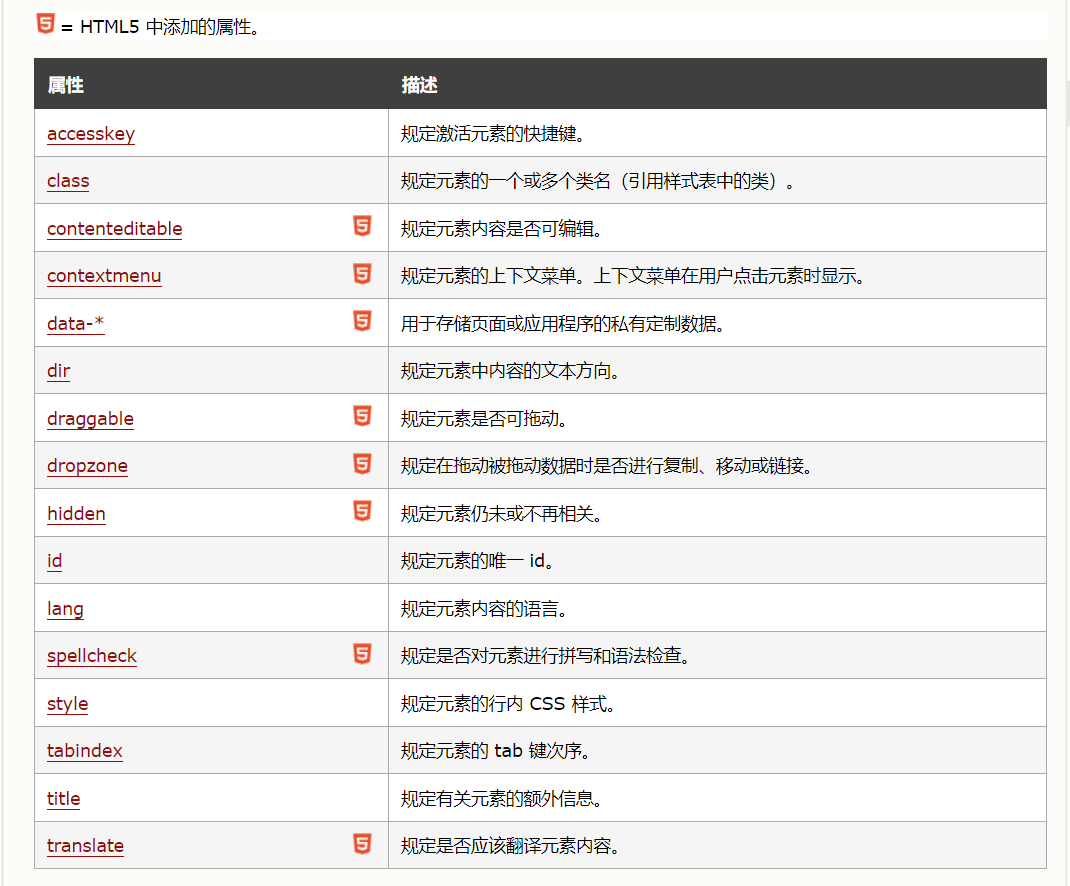 5 = HTML5 中添加的属性。
属性 描述
accesskey 规定激活元素的快捷键。
class 规定元素的一个或多个类名（引用样式表中的类）。
contenteditable 5 规定元素内容是否可编辑。
contextmenu 5 规定元素的上下文菜单。上下文菜单在用户点击元素时显示。
data-* 5 用于存储页面或应用程序的私有定制数据。
dir 规定元素中内容的文本方向。
draggable 5 规定元素是否可拖动。
dropzone 5 规定在拖动被拖动数据时是否进行复制、移动或链接。
hidden 5 规定元素仍未或不再相关。
id 规定元素的唯一 id。
lang 规定元素内容的语言。
spellcheck 5 规定是否对元素进行拼写和语法检查。
style 规定元素的行内 CSS 样式。
tabindex 规定元素的 tab 键次序。
title 规定有关元素的额外信息。
translate 5 规定是否应该翻译元素内容。